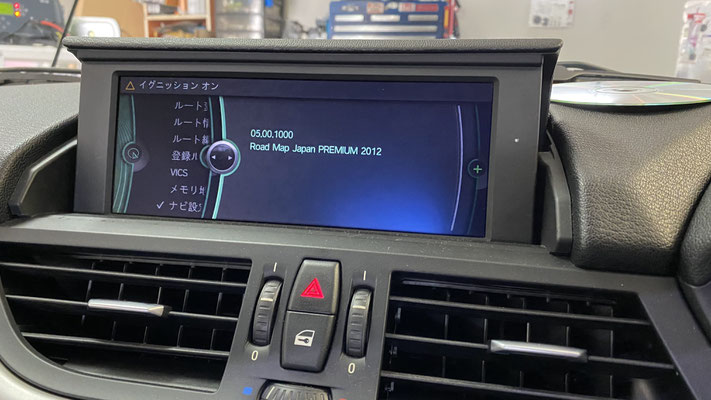 イグニッション オン
ルート
ルート
ルート
登録
VICS
メモリ
✓ ナビ設
05.00.1000
Road Map Japan PREMIUM 2012
I
I
0
0